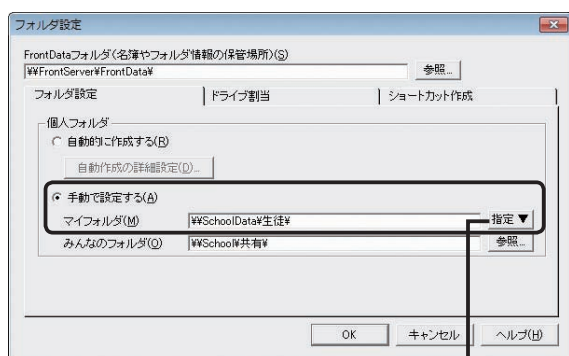 フォルダ設定
FrontDataフォルダ(名簿やフォルダ情報の保管場所)(S)
¥¥FrontServer¥FrontData¥ 参照...
フォルダ設定 ドライブ割当 ショートカット作成
個人フォルダ
自動的に作成する(R)
自動作成の詳細設定(D)...
手動で設定する(A)
マイフォルダ(M) ¥¥SchoolData¥生徒¥ 指定▼
みんなのフォルダ(O) ¥¥School¥共有¥ 参照...
OK キャンセル ヘルプ(H)